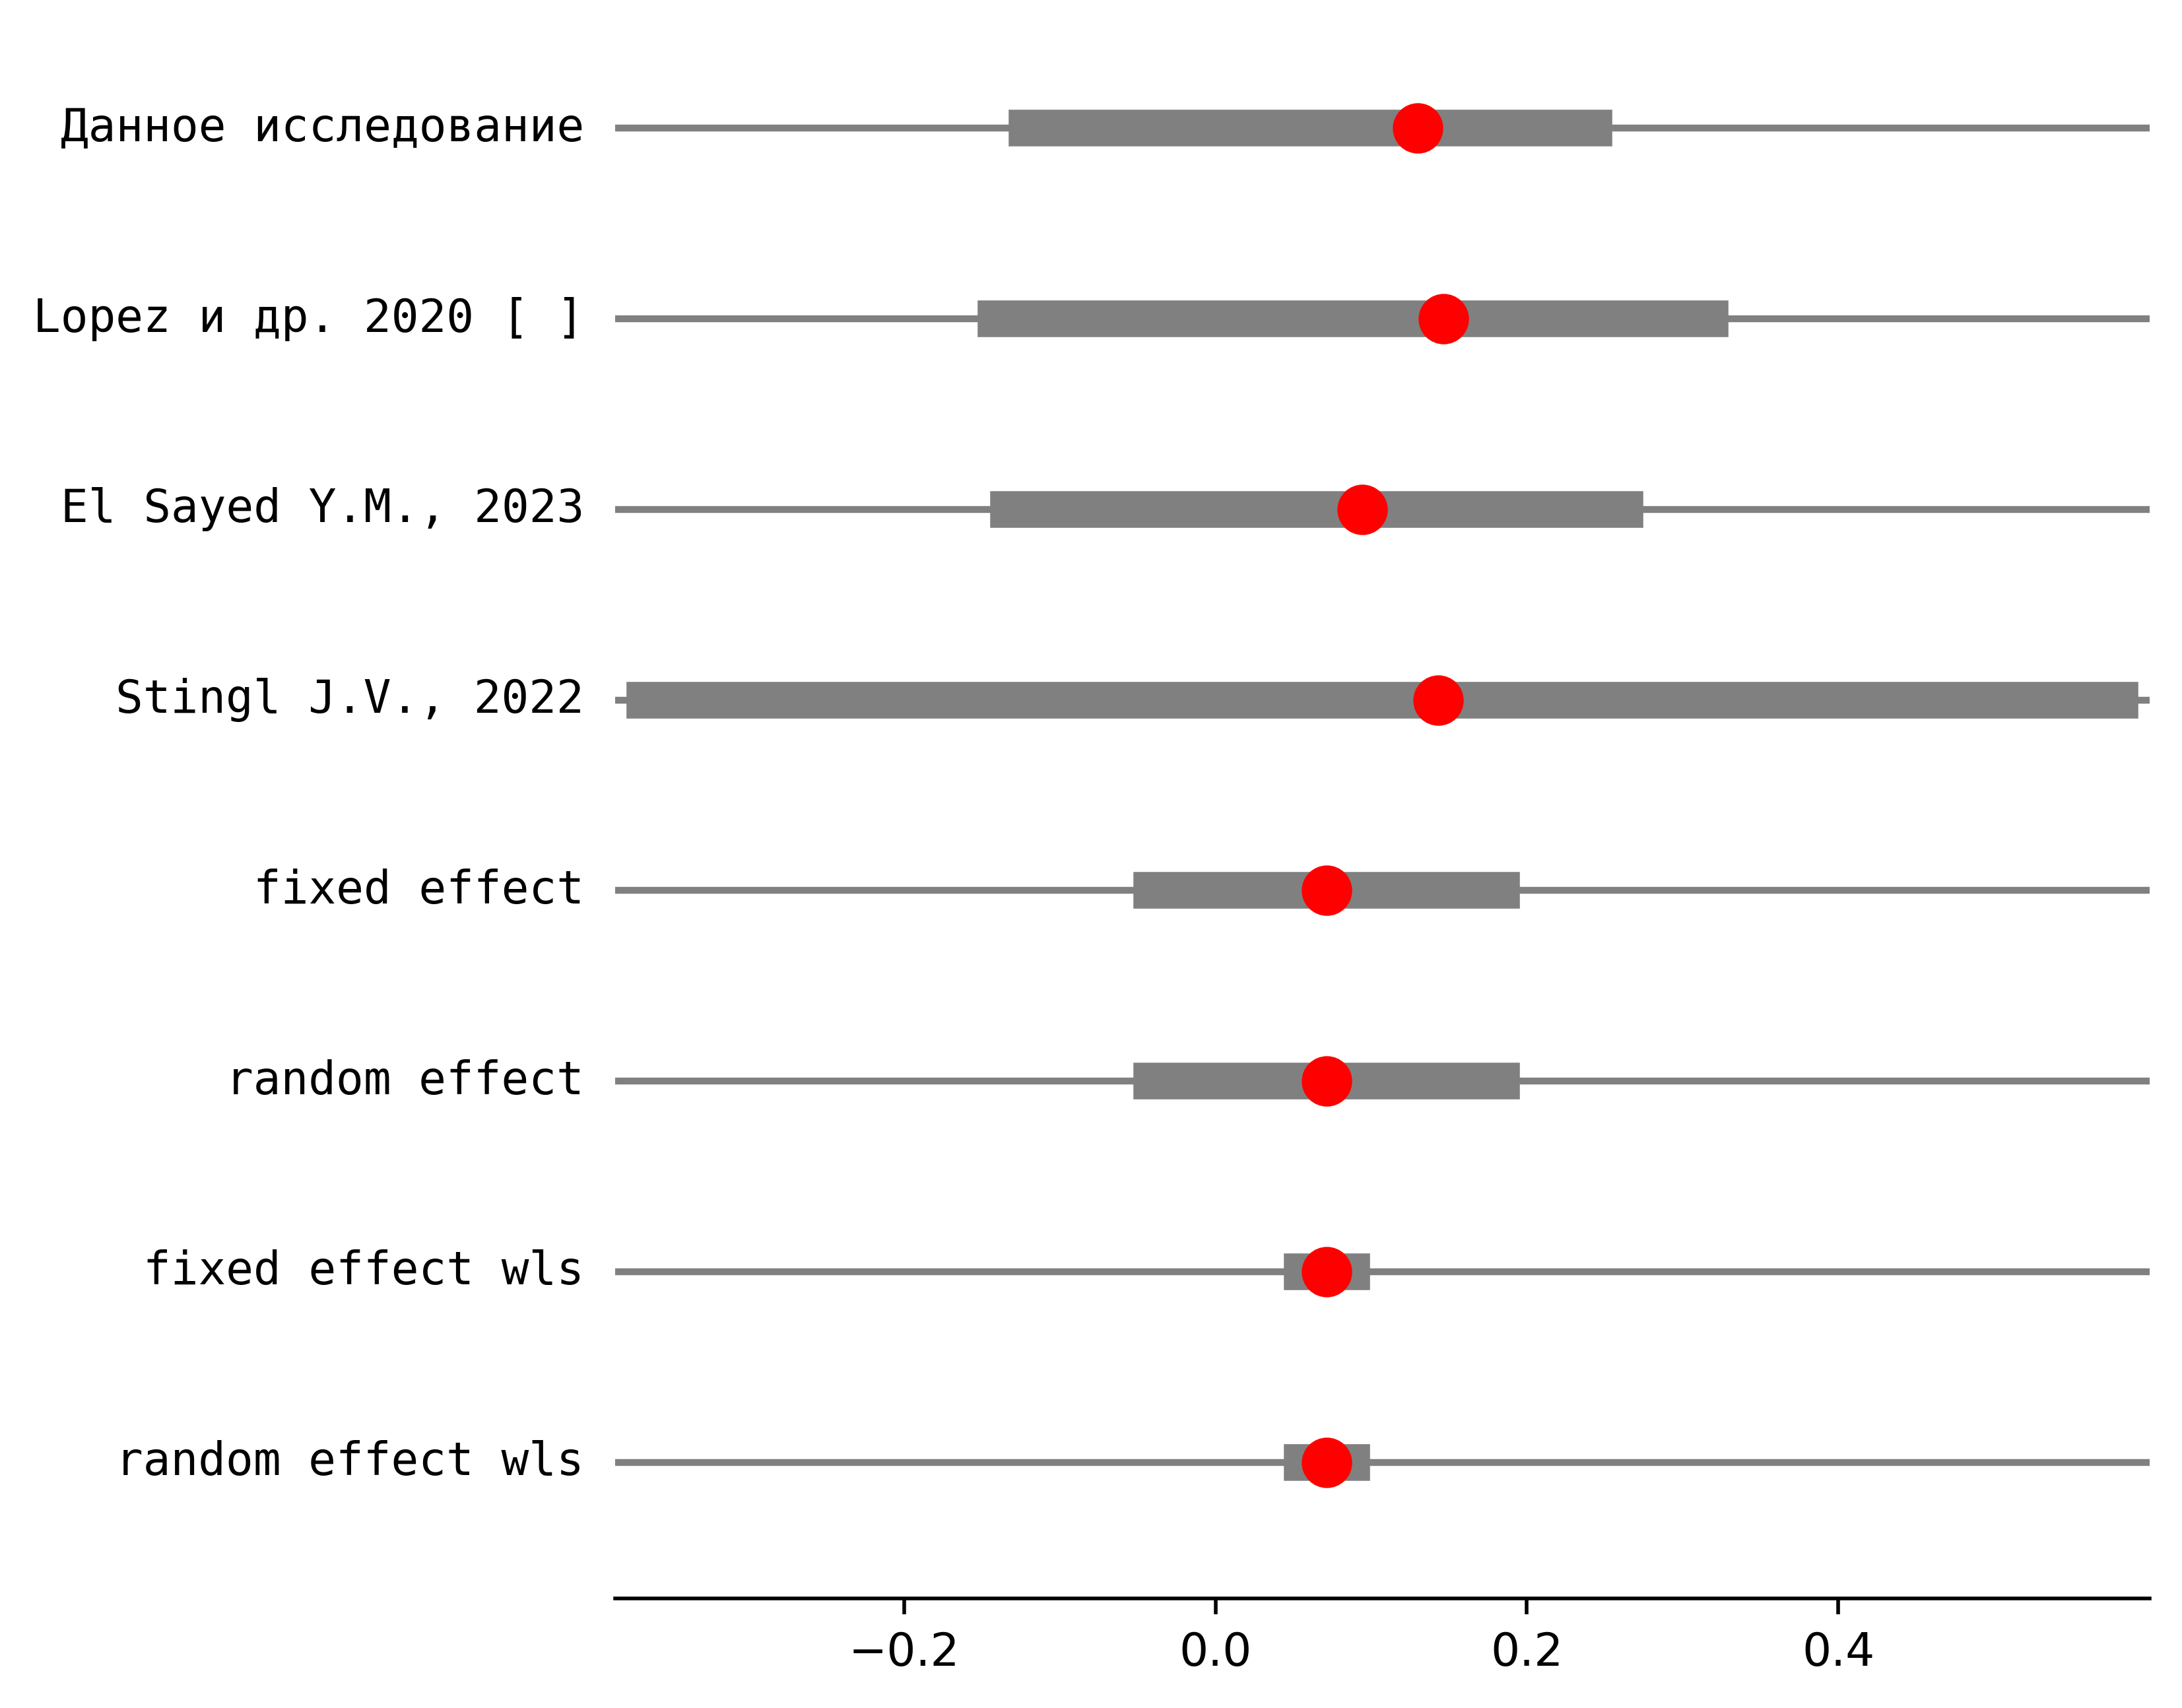 Данное исследование
Lopez и др. 2020 [ ]
El Sayed Y.M., 2023
Stingl J.V., 2022
fixed effect
random effect
fixed effect wls
random effect wls
−0.2 0.0 0.2 0.4